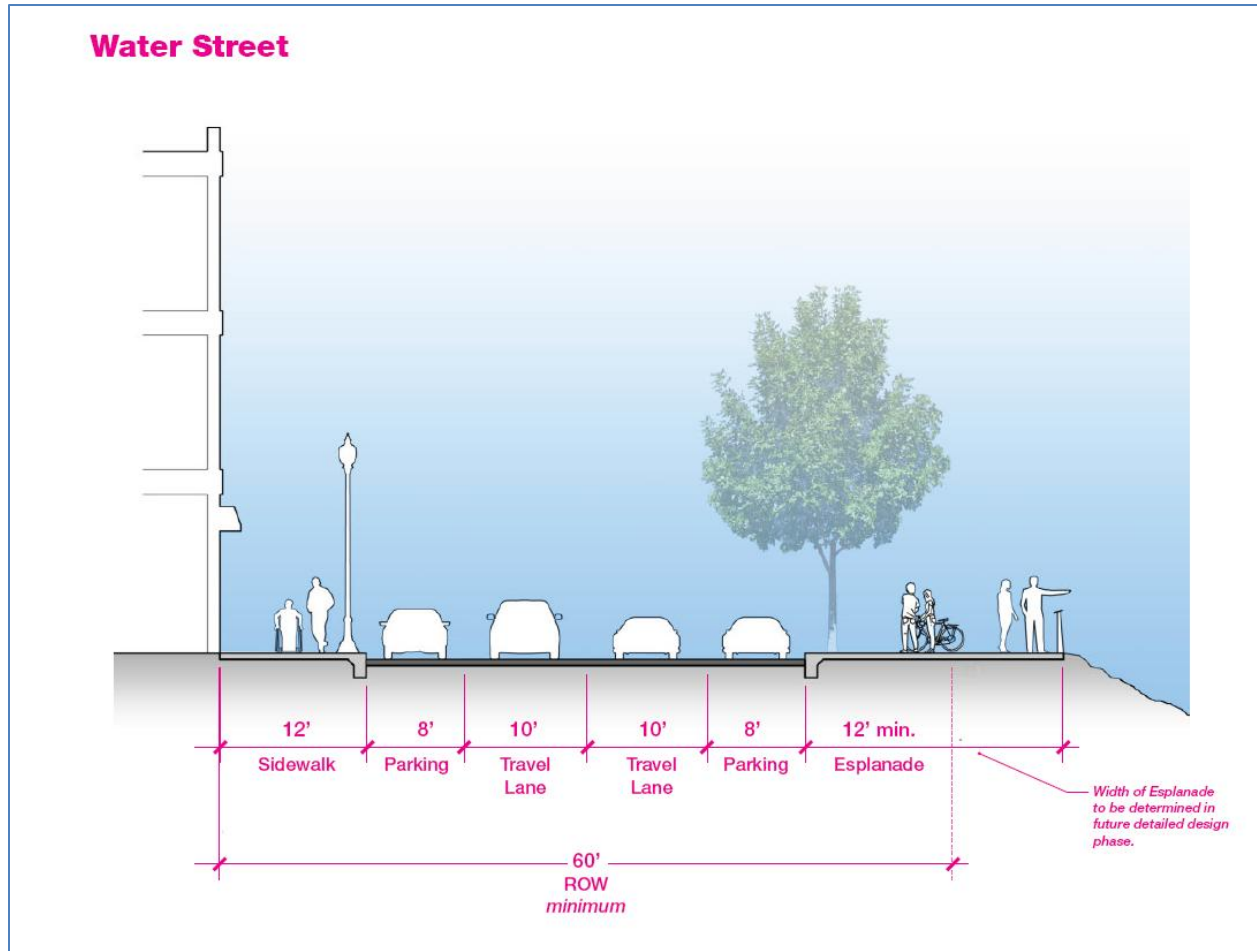 Water Street
12’ 8’ 10’ 10’ 8’ 12’ min.
Sidewalk Parking Travel Travel Parking Esplanade
Lane Lane
Width of Esplanade
to be determined in
future detailed design
phase.
60’
ROW
minimum